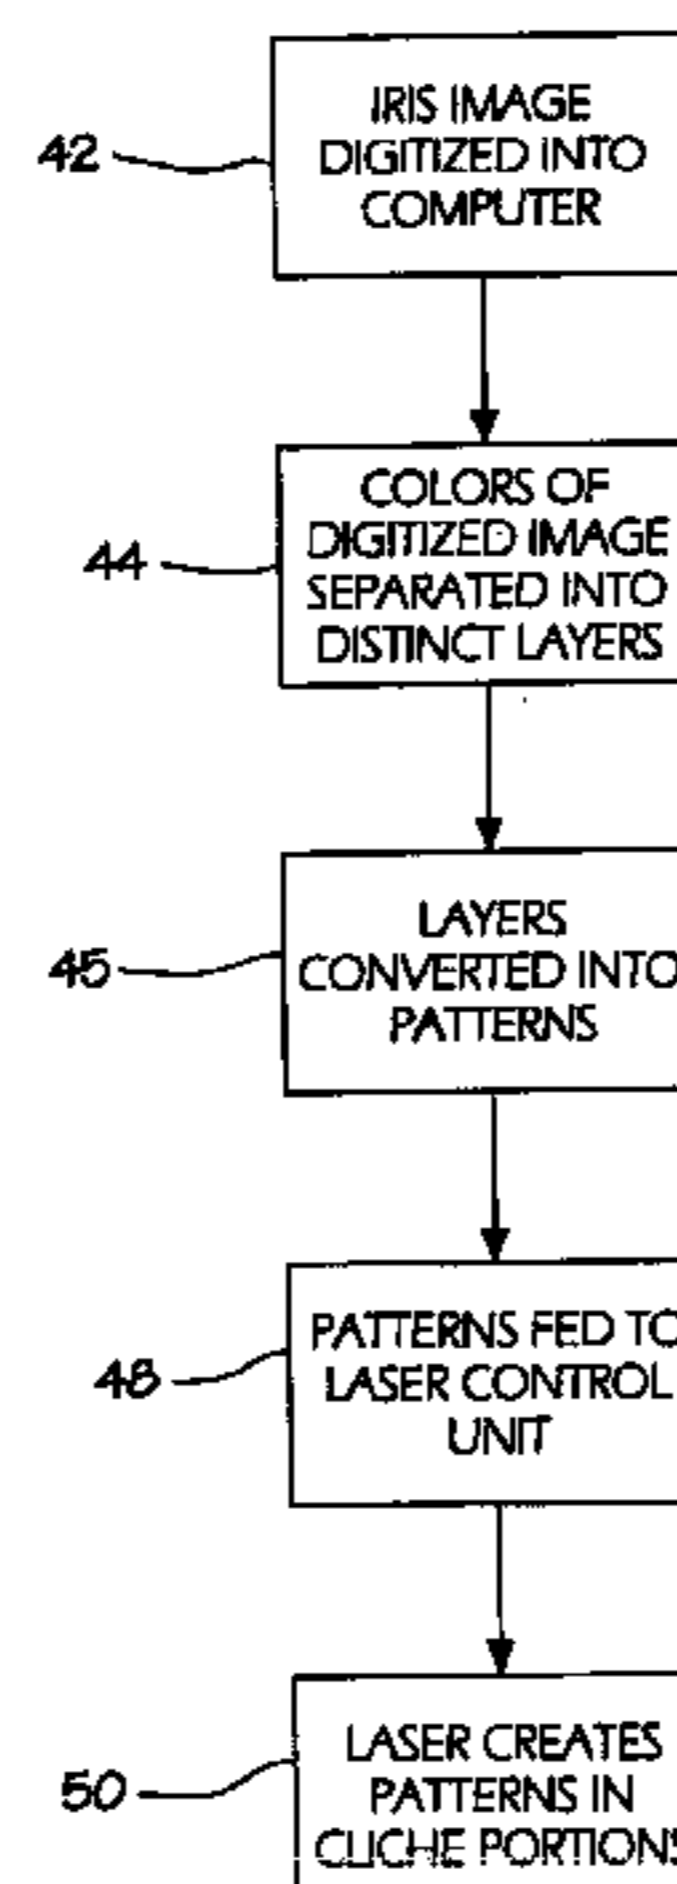 42
IRIS IMAGE
DIGITIZED INTO
COMPUTER
44
COLORS OF
DIGITIZED IMAGE
SEPARATED INTO
DISTINCT LAYERS
45
LAYERS
CONVERTED INTO
PATTERNS
48
PATTERNS FED TO
LASER CONTROL
UNIT
50
LASER CREATES
PATTERNS IN
CLICHE PORTIONS